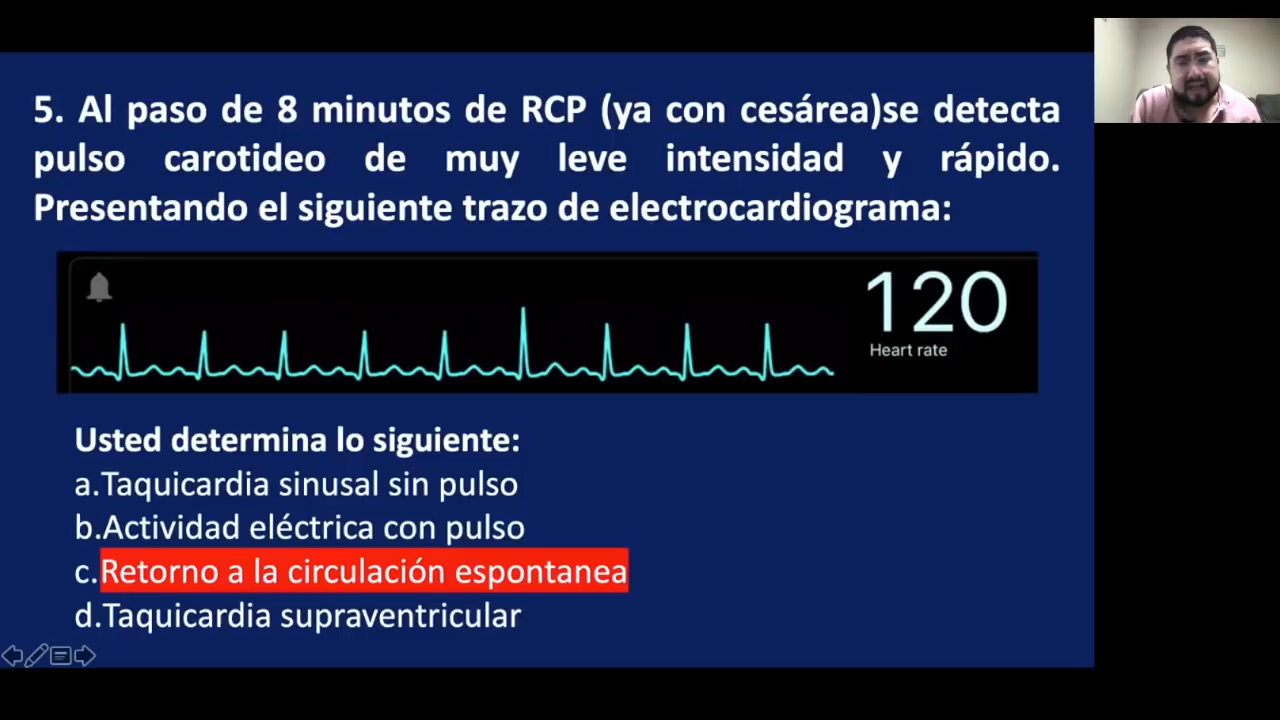 5. Al paso de 8 minutos de RCP (ya con cesárea)se detecta
pulso carotideo de muy leve intensidad y rápido.
Presentando el siguiente trazo de electrocardiograma:
120
Heart rate
Usted determina lo siguiente:
a.Taquicardia sinusal sin pulso
b.Actividad eléctrica con pulso
c.Retorno a la circulación espontanea
d.Taquicardia supraventricular